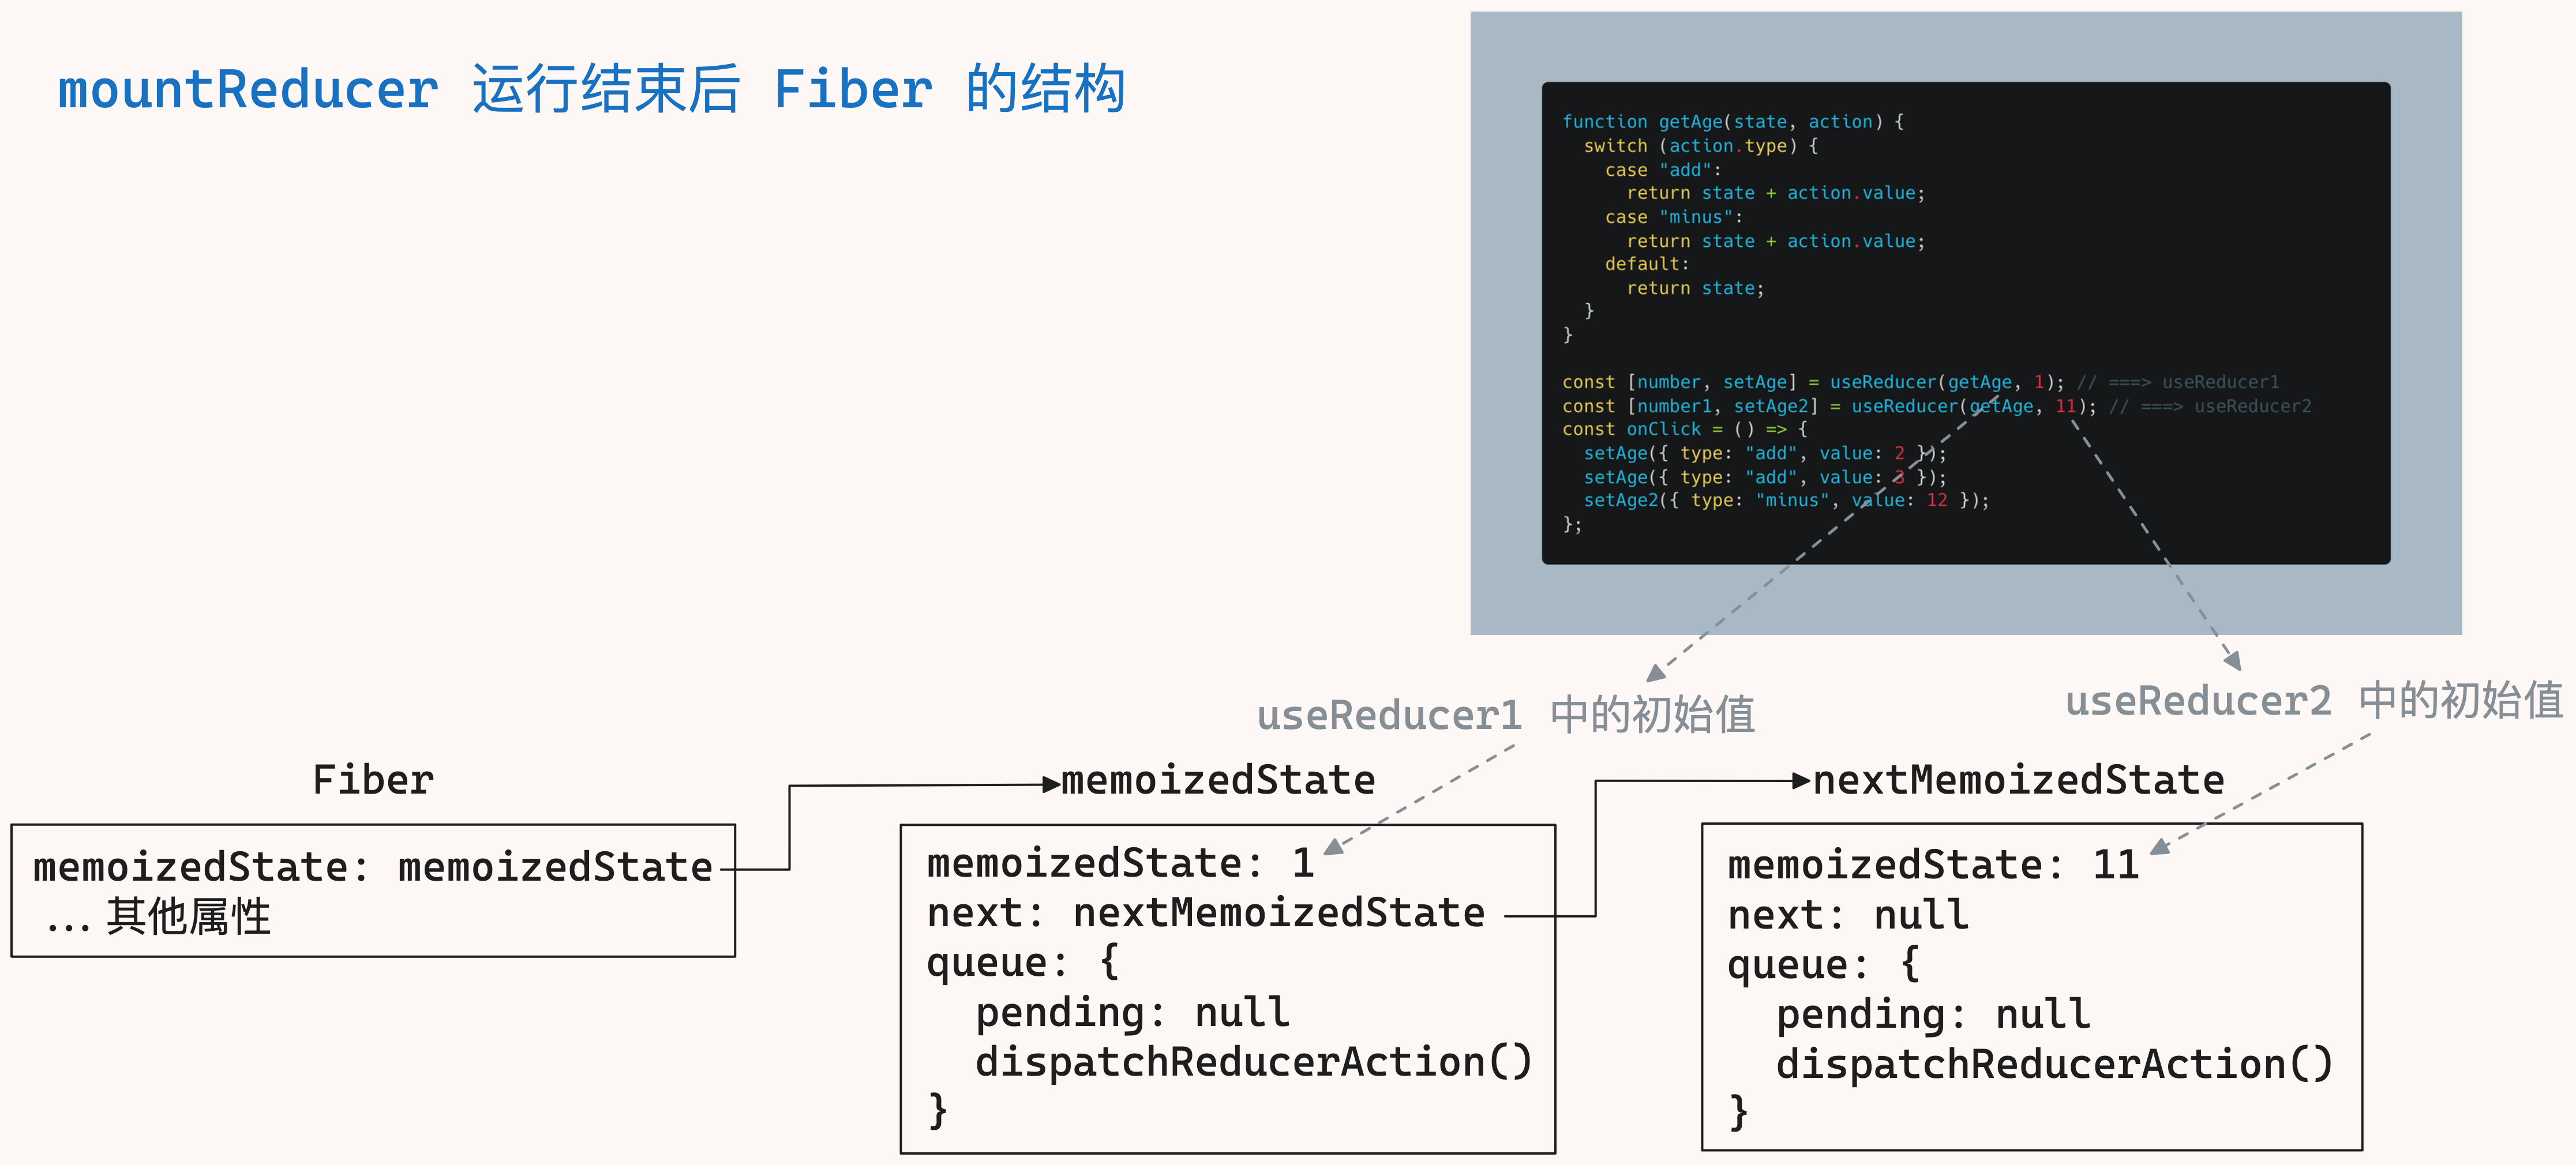 mountReducer 运行结束后 Fiber 的结构
function getAge(state, action) {
  switch (action.type) {
    case "add":
      return state + action.value;
    case "minus":
      return state + action.value;
    default:
      return state;
  }
}
const [number, setAge] = useReducer(getAge, 1); // ===> useReducer1
const [number1, setAge2] = useReducer(getAge, 11); // ===> useReducer2
const onClick = () => {
  setAge({ type: "add", value: 2 });
  setAge({ type: "add", value: 3 });
  setAge2({ type: "minus", value: 12 });
};
useReducer1 中的初始值
useReducer2 中的初始值
Fiber
memoizedState: memoizedState
... 其他属性
memoizedState
memoizedState: 1
next: nextMemoizedState
queue: {
  pending: null
  dispatchReducerAction()
}
nextMemoizedState
memoizedState: 11
next: null
queue: {
  pending: null
  dispatchReducerAction()
}